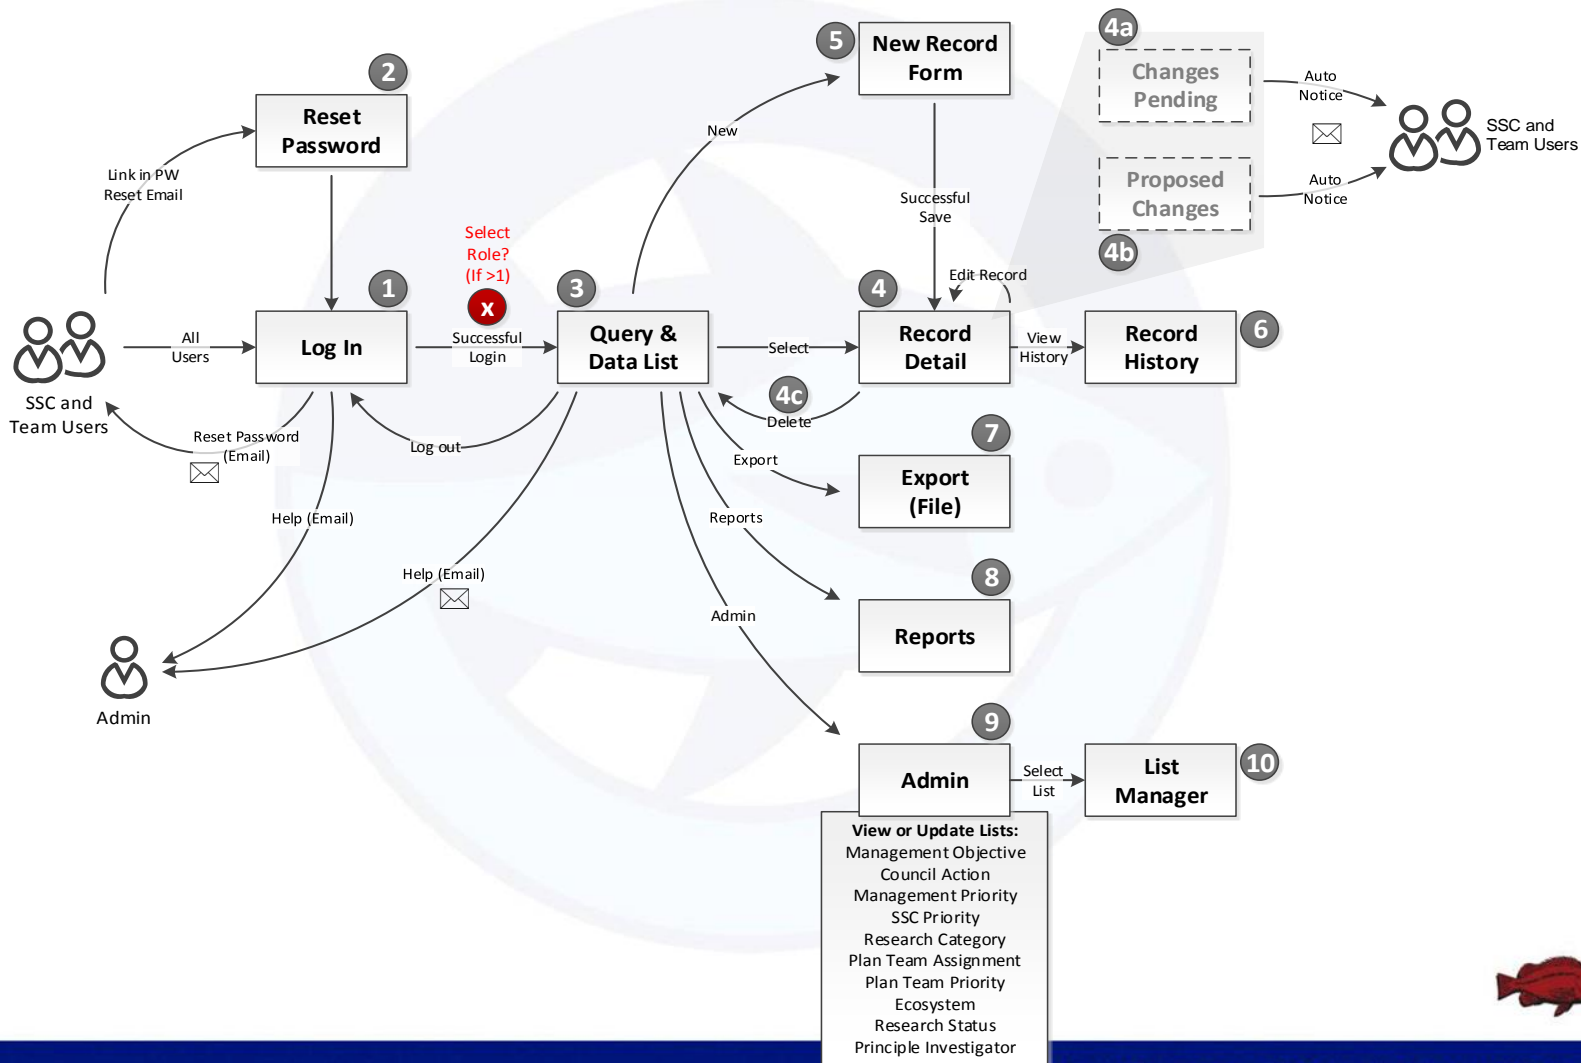 4a
5
New Record
Form
Changes
Pending
Auto
Notice
2
Reset
Password
New
SSC and
Team Users
Link in PW
Reset Email
Proposed
Changes
Auto
Notice
Successful
Save
4b
Select
Role?
(If >1)
Edit Record
1
x
3
4
6
All
Users
Log In
Successful
Login
Query &
Data List
Select
Record
Detail
View
History
Record
History
SSC and
Team Users
4c
Delete
Reset Password
(Email)
Log out
7
Export
Export
(File)
Help (Email)
Reports
8
Help (Email)
Admin
Reports
Admin
9
Admin
Select
List
List
Manager
10
View or Update Lists:
Management Objective
Council Action
Management Priority
SSC Priority
Research Category
Plan Team Assignment
Plan Team Priority
Ecosystem
Research Status
Principle Investigator